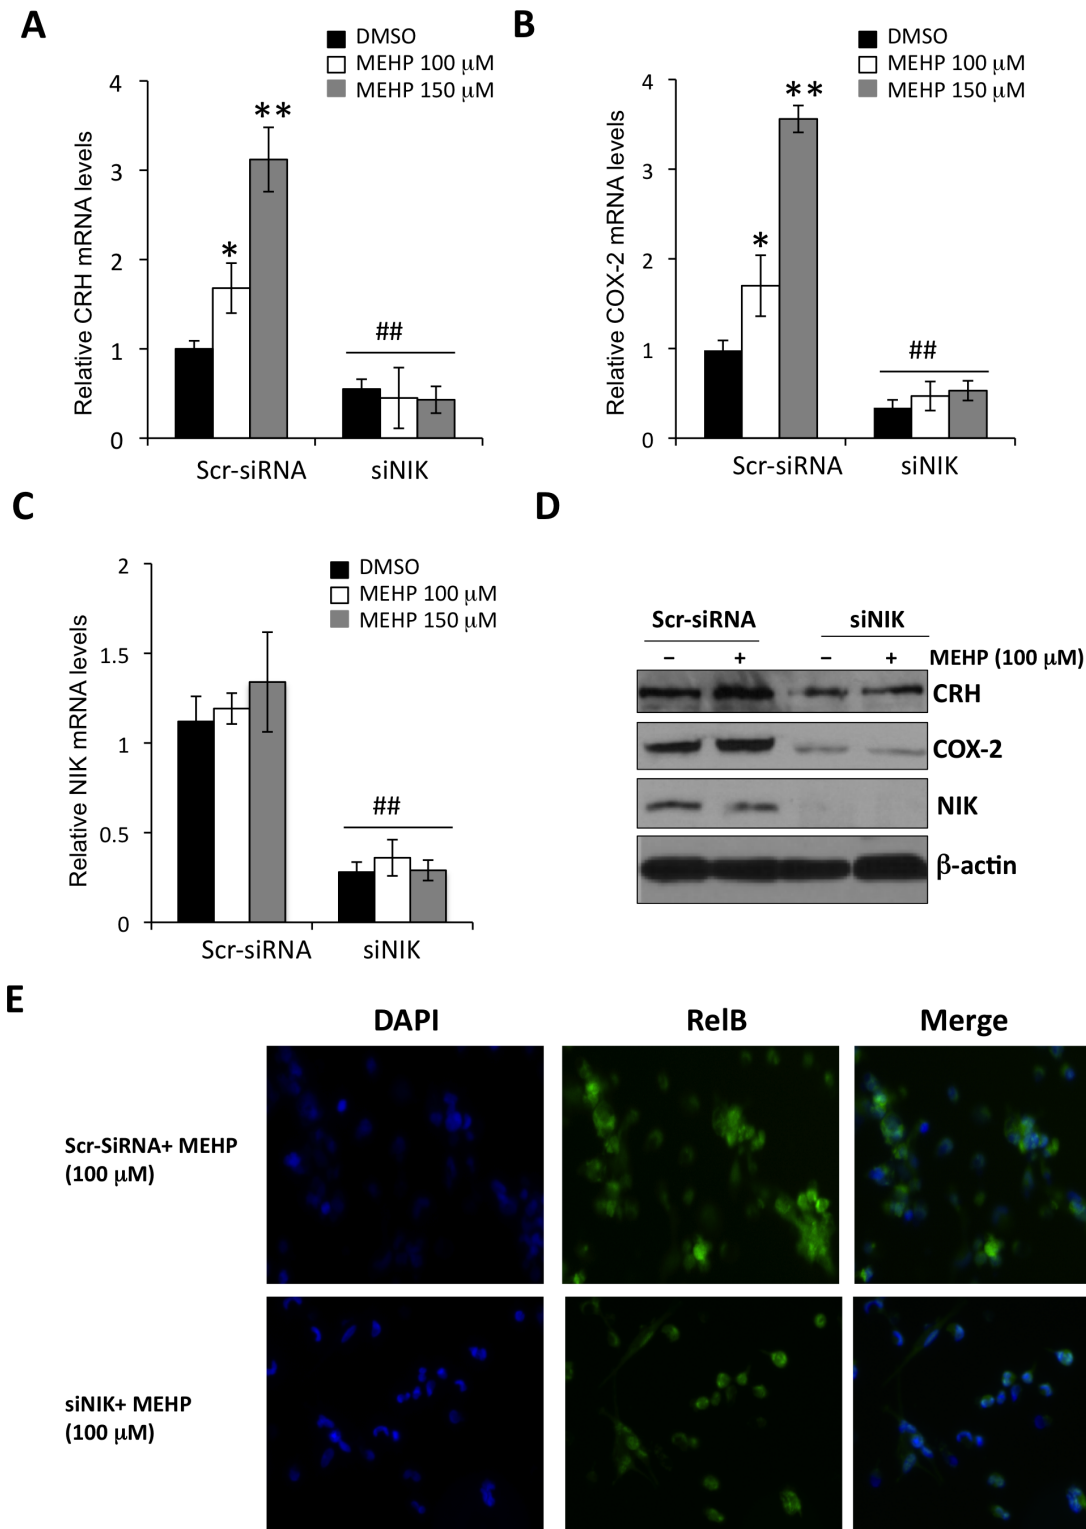 A
DMSO
MEHP 100 μM
MEHP 150 μM
Relative CRH mRNA levels
4
3
2
1
0
**
*
##
Scr-siRNA
siNIK
B
DMSO
MEHP 100 μM
MEHP 150 μM
Relative COX-2 mRNA levels
4
3
2
1
0
**
*
##
Scr-siRNA
siNIK
C
DMSO
MEHP 100 μM
MEHP 150 μM
Relative NIK mRNA levels
2
1.5
1
0.5
0
##
Scr-siRNA
siNIK
D
Scr-siRNA siNIK
– + – + MEHP (100 μM)
CRH
COX-2
NIK
β-actin
E
DAPI RelB Merge
Scr-SiRNA+ MEHP
(100 μM)
siNIK+ MEHP
(100 μM)